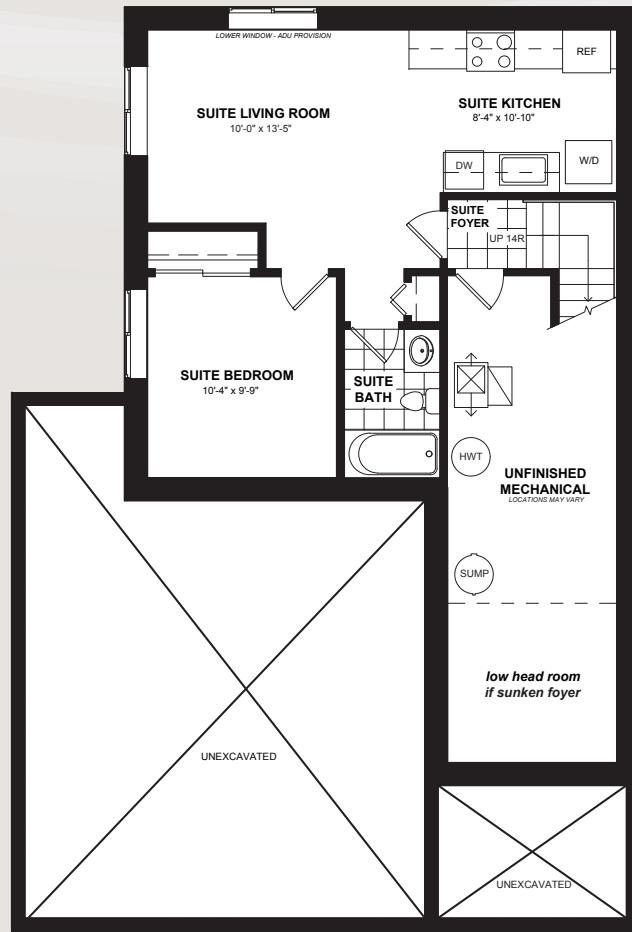 LOWER WINDOW - ADU PROVISION
REF
SUITE LIVING ROOM
10'-0" x 13'-5"
SUITE KITCHEN
8'-4" x 10'-10"
DW
W/D
SUITE
FOYER
UP 14R
SUITE BEDROOM
10'-4" x 9'-9"
SUITE
BATH
HWT
UNFINISHED
MECHANICAL
LOCATIONS MAY VARY
SUMP
low head room
if sunken foyer
UNEXCAVATED
UNEXCAVATED